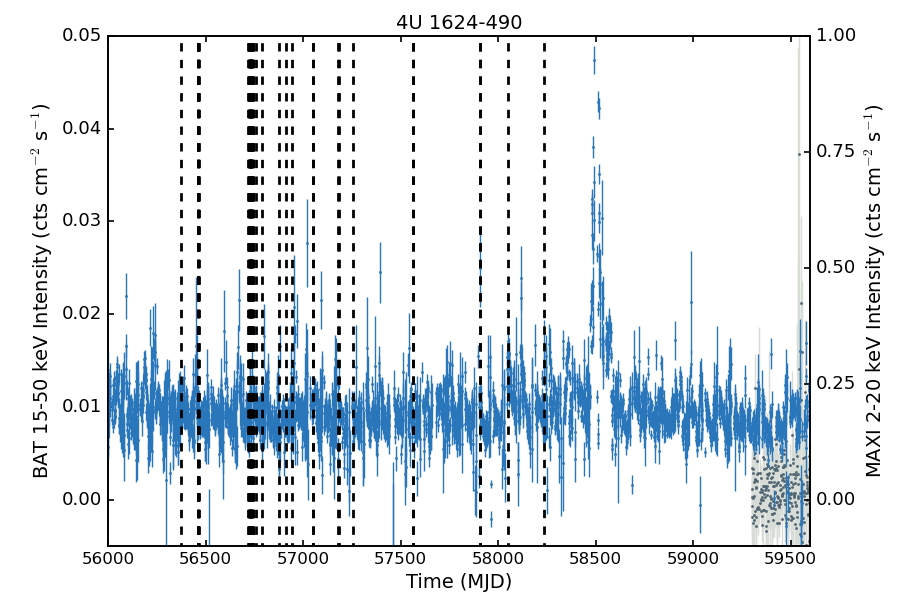 4U 1624-490
BAT 15-50 keV Intensity (cts cm⁻² s⁻¹)
0.05
0.04
0.03
0.02
0.01
0.00
1.00
0.75
0.50
0.25
0.00
MAXI 2-20 keV Intensity (cts cm⁻² s⁻¹)
56000 56500 57000 57500 58000 58500 59000 59500
Time (MJD)